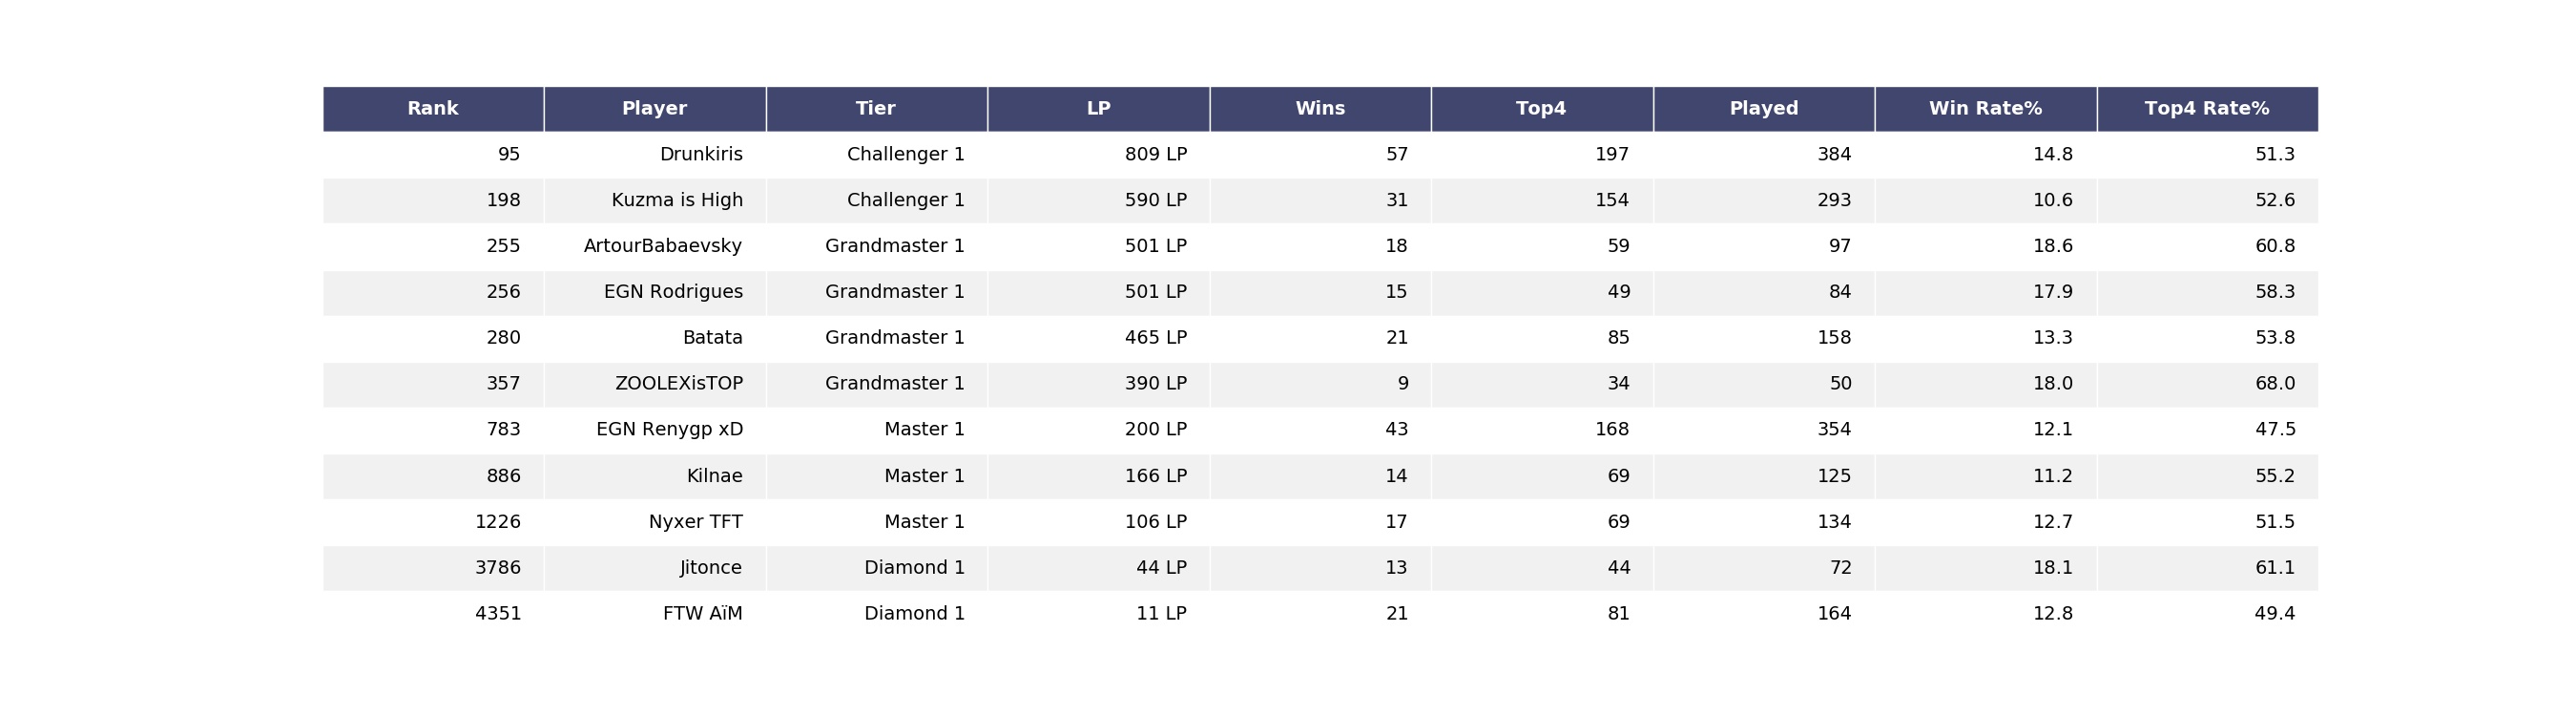 Rank Player Tier LP Wins Top4 Played Win Rate% Top4 Rate%
95 Drunkiris Challenger 1 809 LP 57 197 384 14.8 51.3
198 Kuzma is High Challenger 1 590 LP 31 154 293 10.6 52.6
255 ArtourBabaevsky Grandmaster 1 501 LP 18 59 97 18.6 60.8
256 EGN Rodrigues Grandmaster 1 501 LP 15 49 84 17.9 58.3
280 Batata Grandmaster 1 465 LP 21 85 158 13.3 53.8
357 ZOOLEXisTOP Grandmaster 1 390 LP 9 34 50 18.0 68.0
783 EGN Renygp xD Master 1 200 LP 43 168 354 12.1 47.5
886 Kilnae Master 1 166 LP 14 69 125 11.2 55.2
1226 Nyxer TFT Master 1 106 LP 17 69 134 12.7 51.5
3786 Jitonce Diamond 1 44 LP 13 44 72 18.1 61.1
4351 FTW AïM Diamond 1 11 LP 21 81 164 12.8 49.4